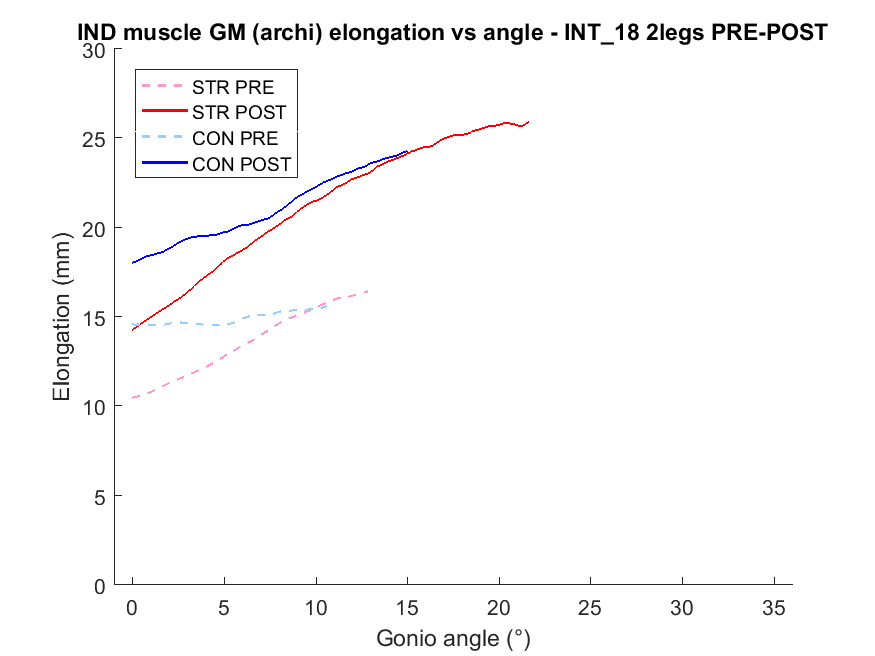 IND muscle GM (archi) elongation vs angle - INT_18 2legs PRE-POST
30
25
20
15
10
5
0
Elongation (mm)
STR PRE
STR POST
CON PRE
CON POST
0 5 10 15 20 25 30 35
Gonio angle (°)